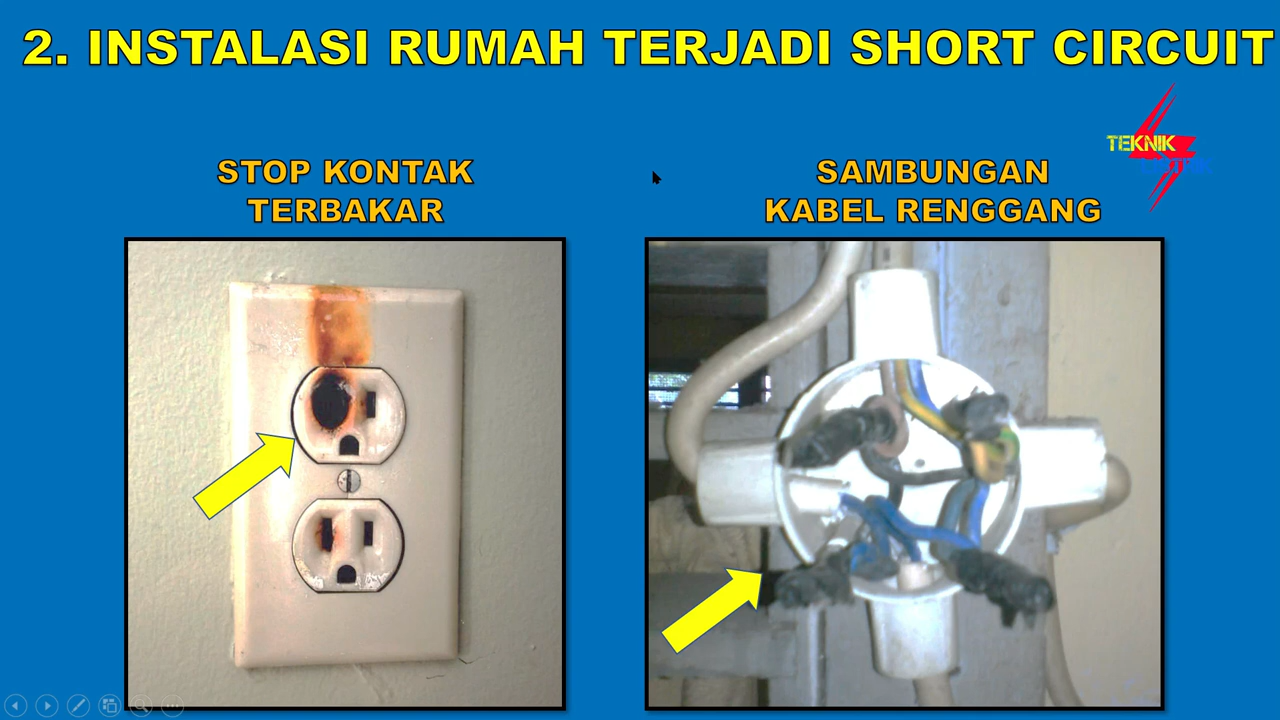 2. INSTALASI RUMAH TERJADI SHORT CIRCUIT
TEKNIK
STOP KONTAK
TERBAKAR
SAMBUNGAN
KABEL RENGGANG